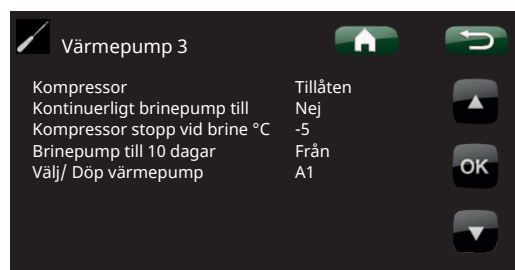 Värmepump 3
Kompressor Tillåten
Kontinuerligt brinepump till Nej
Kompressor stopp vid brine °C -5
Brinepump till 10 dagar Från
Välj/ Döp värmepump A1
OK